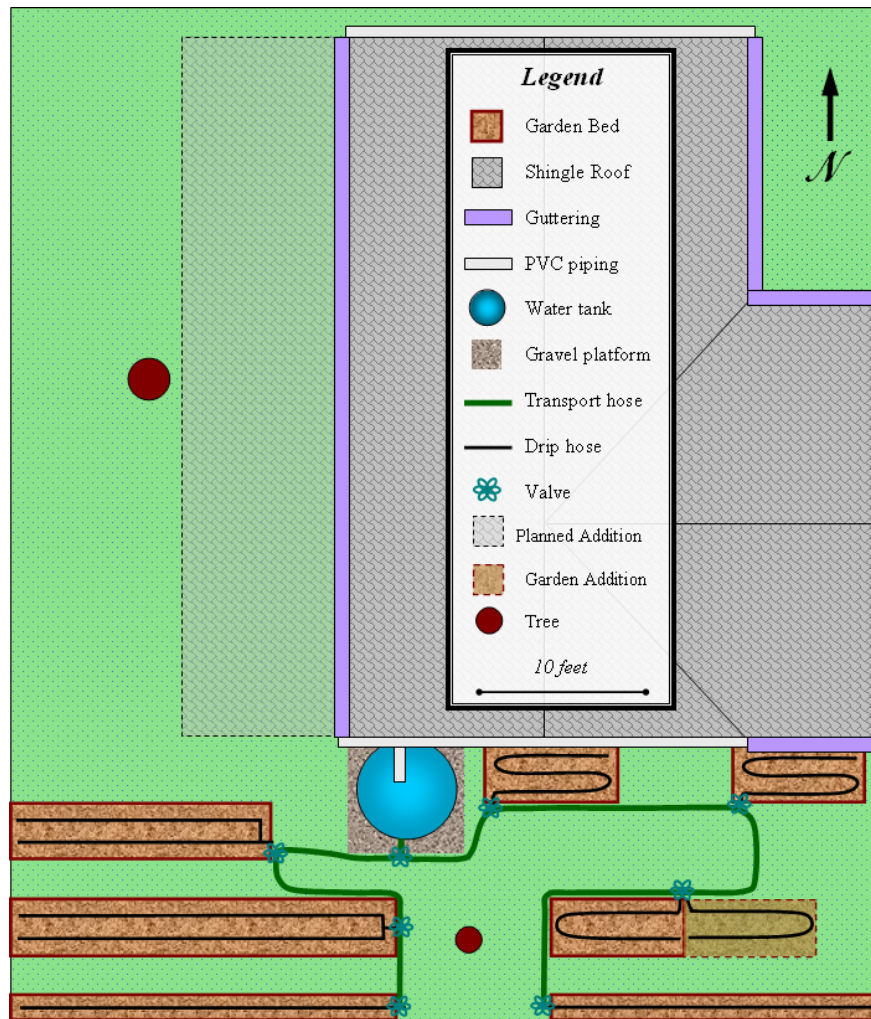 Legend
Garden Bed
Shingle Roof
Guttering
PVC piping
Water tank
Gravel platform
Transport hose
Drip hose
Valve
Planned Addition
Garden Addition
Tree
10 feet
N